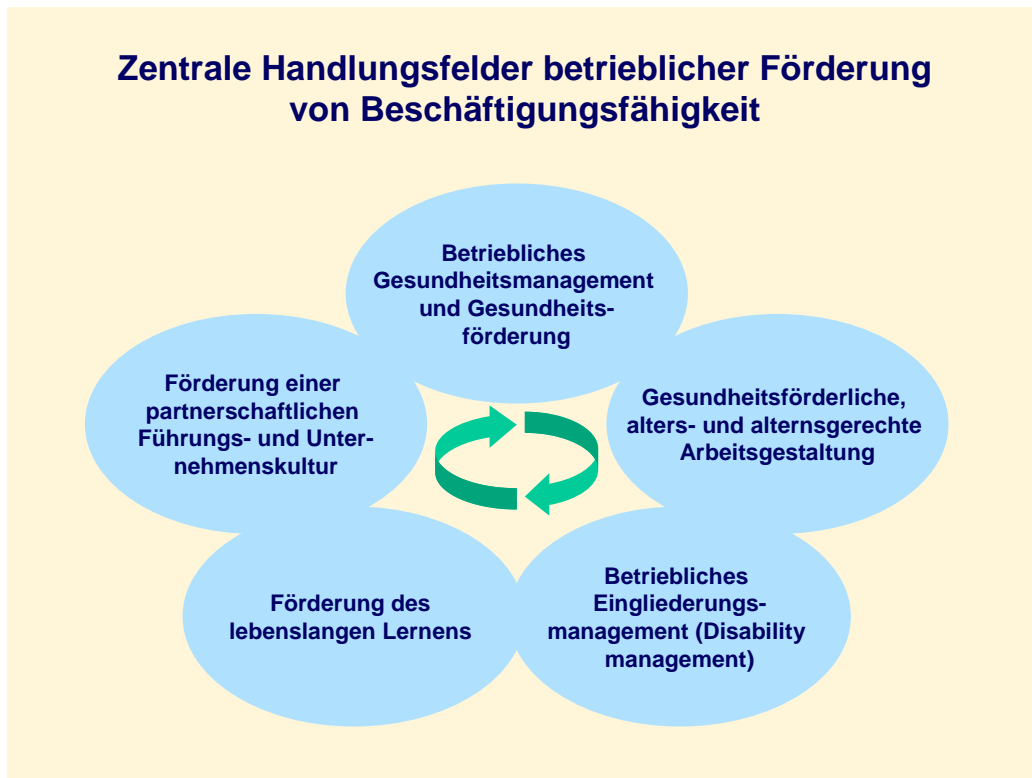 Zentrale Handlungsfelder betrieblicher Förderung
von Beschäftigungsfähigkeit
Betriebliches
Gesundheitsmanagement
und Gesundheits-
förderung
Förderung einer
partnerschaftlichen
Führungs- und Unter-
nehmenskultur
Gesundheitsförderliche,
alters- und alternsgerechte
Arbeitsgestaltung
Förderung des
lebenslangen Lernens
Betriebliches
Eingliederungs-
management (Disability
management)